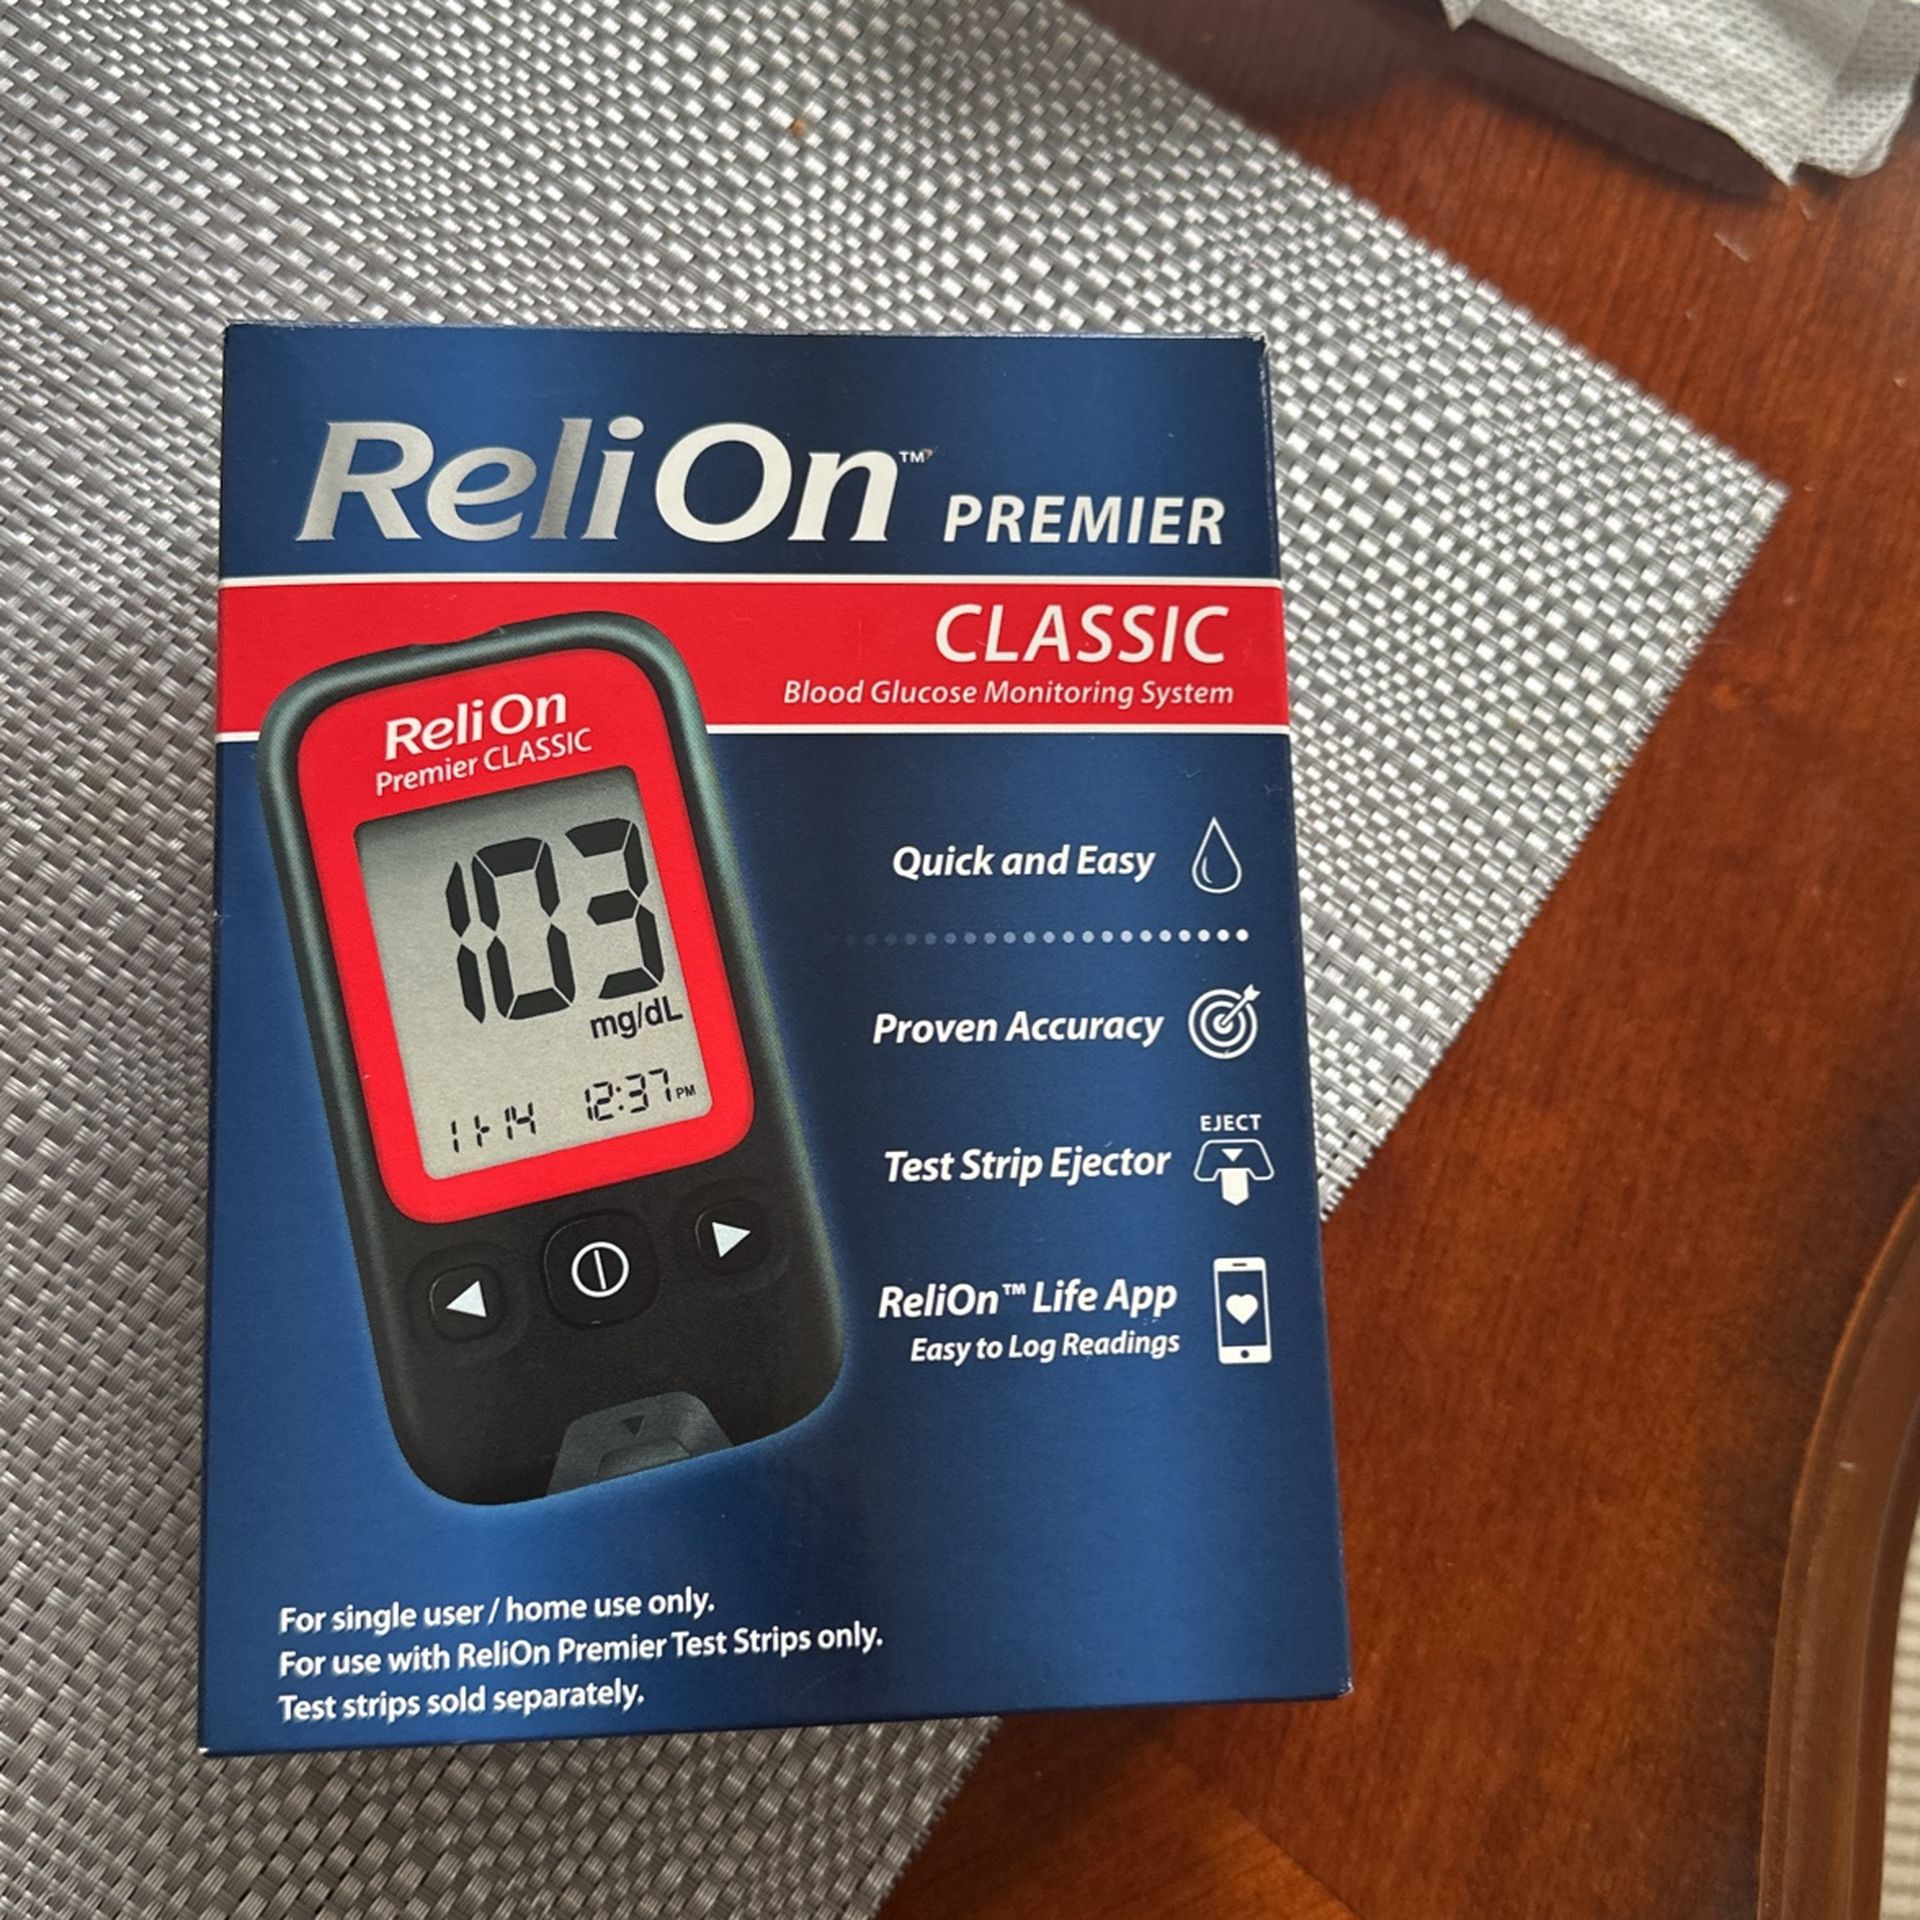 ReliOn™ PREMIER
CLASSIC
Blood Glucose Monitoring System
ReliOn
Premier CLASSIC
103
mg/dL
11-14 12:37 PM
Quick and Easy
Proven Accuracy
EJECT
Test Strip Ejector
ReliOn™ Life App
Easy to Log Readings
For single user / home use only.
For use with ReliOn Premier Test Strips only.
Test strips sold separately.